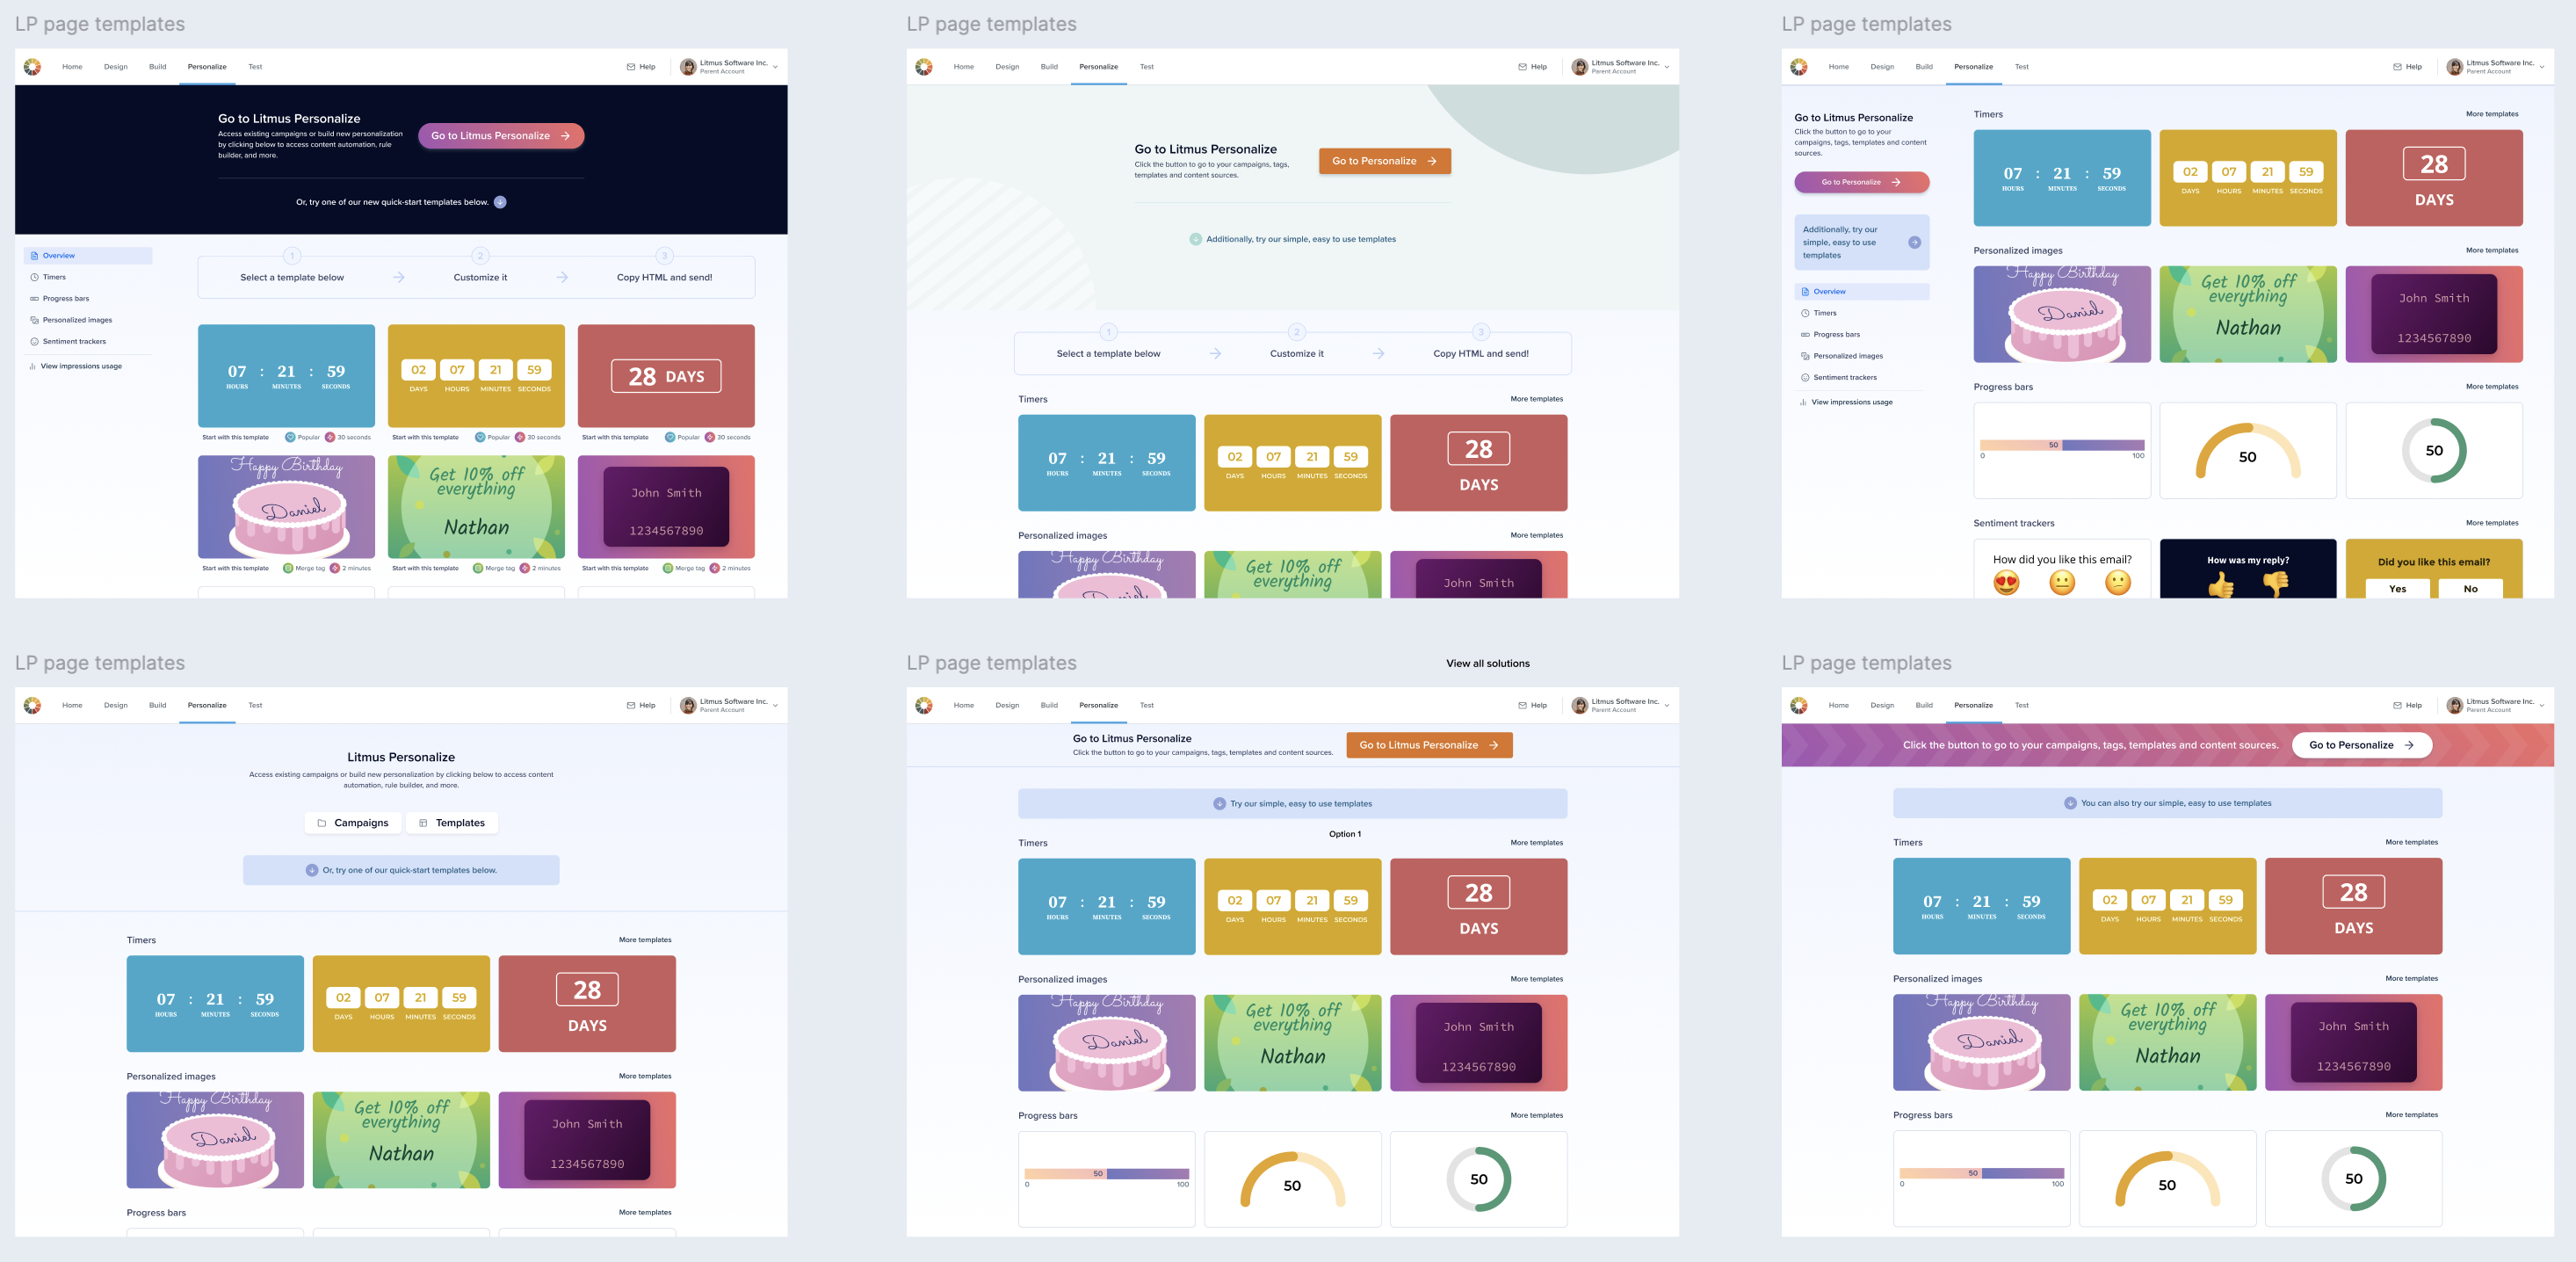 LP page templates
Home Design Build Personalize Test Help Litmus Software Inc.
Parent Account
Go to Litmus Personalize
Access existing campaigns or build new personalization
by clicking below to access content automation, rule
builder, and more.
Go to Litmus Personalize
Or, try one of our new quick-start templates below.
Overview
Timers
Progress bars
Personalized images
Sentiment trackers
View impressions usage
1 2 3
Select a template below Customize it Copy HTML and send!
07 : 21 : 59
HOURS MINUTES SECONDS
02 07 21 59
DAYS HOURS MINUTES SECONDS
28 DAYS
Start with this template Popular 30 seconds
Start with this template Popular 30 seconds
Start with this template Popular 30 seconds
Happy Birthday
Daniel
Get 10% off
everything
Nathan
John Smith
1234567890
Start with this template Merge tag 2 minutes
Start with this template Merge tag 2 minutes
Start with this template Merge tag 2 minutes
LP page templates
Home Design Build Personalize Test Help Litmus Software Inc.
Parent Account
Go to Litmus Personalize
Click the button to go to your campaigns, tags,
templates and content sources.
Go to Personalize
Additionally, try our simple, easy to use templates
1 2 3
Select a template below Customize it Copy HTML and send!
Timers More templates
07 : 21 : 59
HOURS MINUTES SECONDS
02 07 21 59
DAYS HOURS MINUTES SECONDS
28
DAYS
Personalized images More templates
Happy Birthday
Daniel
Get 10% off
everything
John Smith
LP page templates
Home Design Build Personalize Test Help Litmus Software Inc.
Parent Account
Go to Litmus Personalize
Click the button to go to your
campaigns, tags, templates and content
sources.
Go to Personalize
Additionally, try our
simple, easy to use
templates
Overview
Timers
Progress bars
Personalized images
Sentiment trackers
View impressions usage
Timers More templates
07 : 21 : 59
HOURS MINUTES SECONDS
02 07 21 59
DAYS HOURS MINUTES SECONDS
28
DAYS
Personalized images More templates
Happy Birthday
Daniel
Get 10% off
everything
Nathan
John Smith
1234567890
Progress bars More templates
50
0 100
50
50
Sentiment trackers More templates
How did you like this email?
How was my reply?
Did you like this email?
Yes No
LP page templates
Home Design Build Personalize Test Help Litmus Software Inc.
Parent Account
Litmus Personalize
Access existing campaigns or build new personalization by clicking below to access content
automation, rule builder, and more.
Campaigns Templates
Or, try one of our quick-start templates below.
Timers More templates
07 : 21 : 59
HOURS MINUTES SECONDS
02 07 21 59
DAYS HOURS MINUTES SECONDS
28
DAYS
Personalized images More templates
Happy Birthday
Daniel
Get 10% off
everything
Nathan
John Smith
1234567890
Progress bars More templates
LP page templates
View all solutions
Home Design Build Personalize Test Help Litmus Software Inc.
Parent Account
Go to Litmus Personalize
Click the button to go to your campaigns, tags, templates and content sources.
Go to Litmus Personalize
Try our simple, easy to use templates
Option 1
Timers More templates
07 : 21 : 59
HOURS MINUTES SECONDS
02 07 21 59
DAYS HOURS MINUTES SECONDS
28
DAYS
Personalized images More templates
Happy Birthday
Daniel
Get 10% off
everything
Nathan
John Smith
1234567890
Progress bars More templates
50
0 100
50
50
LP page templates
Home Design Build Personalize Test Help Litmus Software Inc.
Parent Account
Click the button to go to your campaigns, tags, templates and content sources.
Go to Personalize
You can also try our simple, easy to use templates
Timers More templates
07 : 21 : 59
HOURS MINUTES SECONDS
02 07 21 59
DAYS HOURS MINUTES SECONDS
28
DAYS
Personalized images More templates
Happy Birthday
Daniel
Get 10% off
everything
Nathan
John Smith
1234567890
Progress bars More templates
50
0 100
50
50